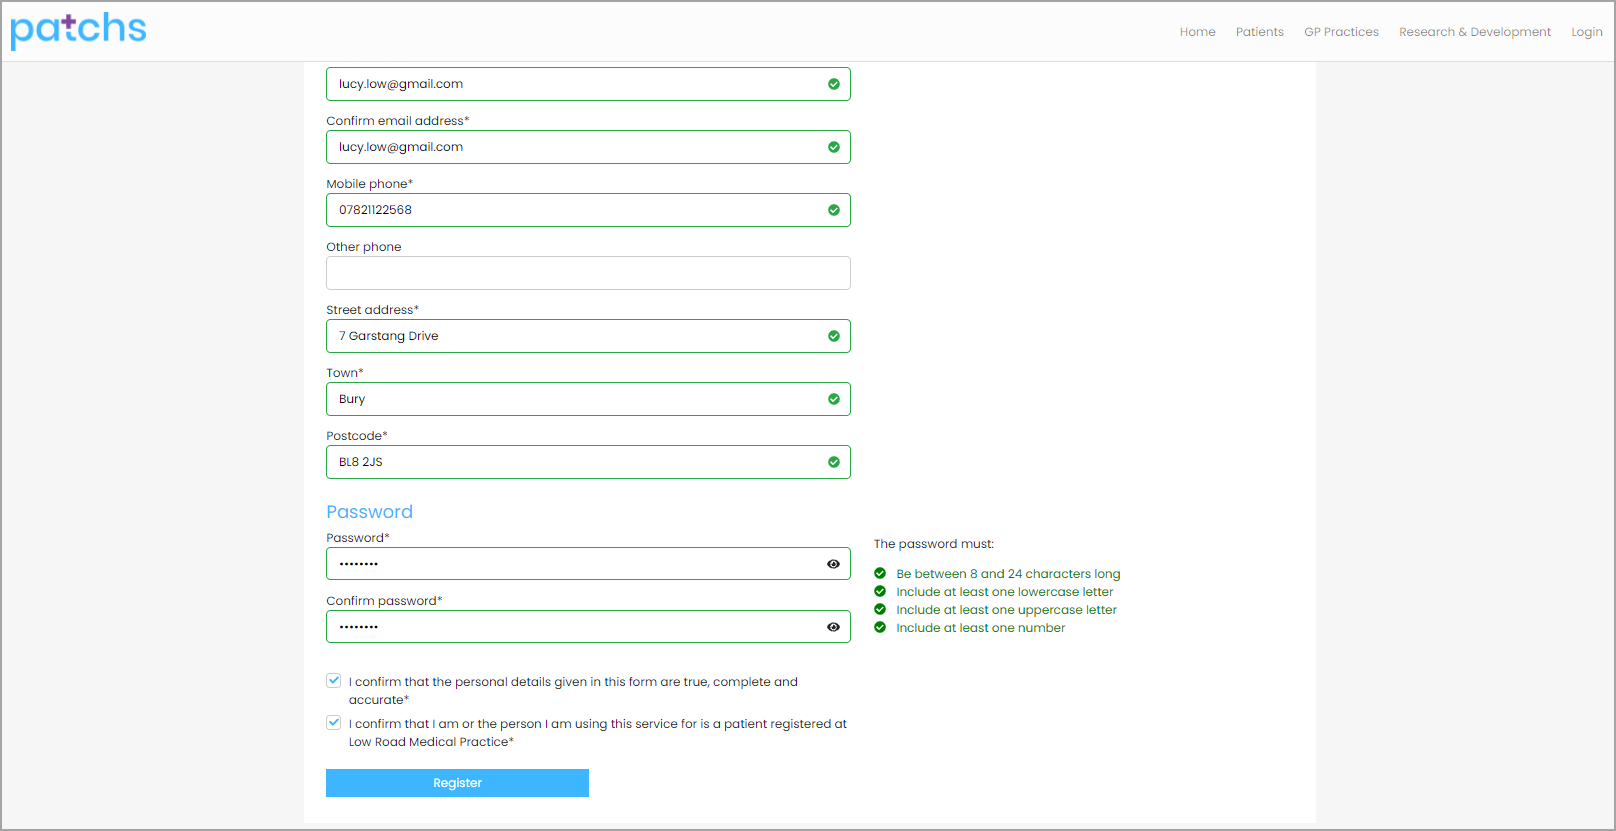 patchs
Home Patients GP Practices Research & Development Login
lucy.low@gmail.com
Confirm email address*
lucy.low@gmail.com
Mobile phone*
07821122568
Other phone
Street address*
7 Garstang Drive
Town*
Bury
Postcode*
BL8 2JS
Password
Password*
••••••••
Confirm password*
••••••••
The password must:
Be between 8 and 24 characters long
Include at least one lowercase letter
Include at least one uppercase letter
Include at least one number
I confirm that the personal details given in this form are true, complete and
accurate*
I confirm that I am or the person I am using this service for is a patient registered at
Low Road Medical Practice*
Register